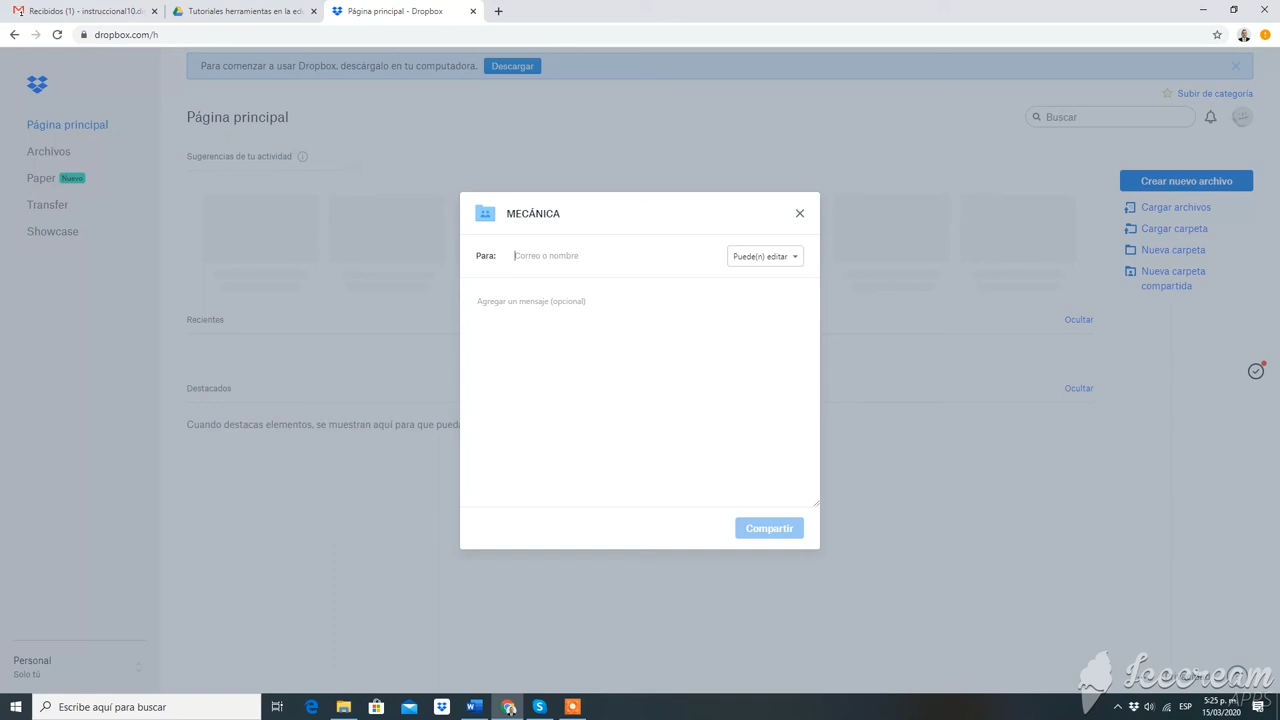 Recibidos (1) - instruccional10.d
Tutoriales herramientas en la ed
Página principal - Dropbox
dropbox.com/h
Para comenzar a usar Dropbox, descárgalo en tu computadora.
Descargar
Subir de categoría
Página principal
Buscar
Página principal
Archivos
Paper Nuevo
Transfer
Showcase
Sugerencias de tu actividad
Crear nuevo archivo
Cargar archivos
Cargar carpeta
Nueva carpeta
Nueva carpeta
compartida
MECÁNICA
Para: Correo o nombre
Puede(n) editar
Agregar un mensaje (opcional)
Compartir
Recientes
Ocultar
Destacados
Ocultar
Cuando destacas elementos, se muestran aquí para que pueda
Personal
Solo tú
Icecream
APPS
Escribe aquí para buscar
ESP
5:25 p. m.
15/03/2020